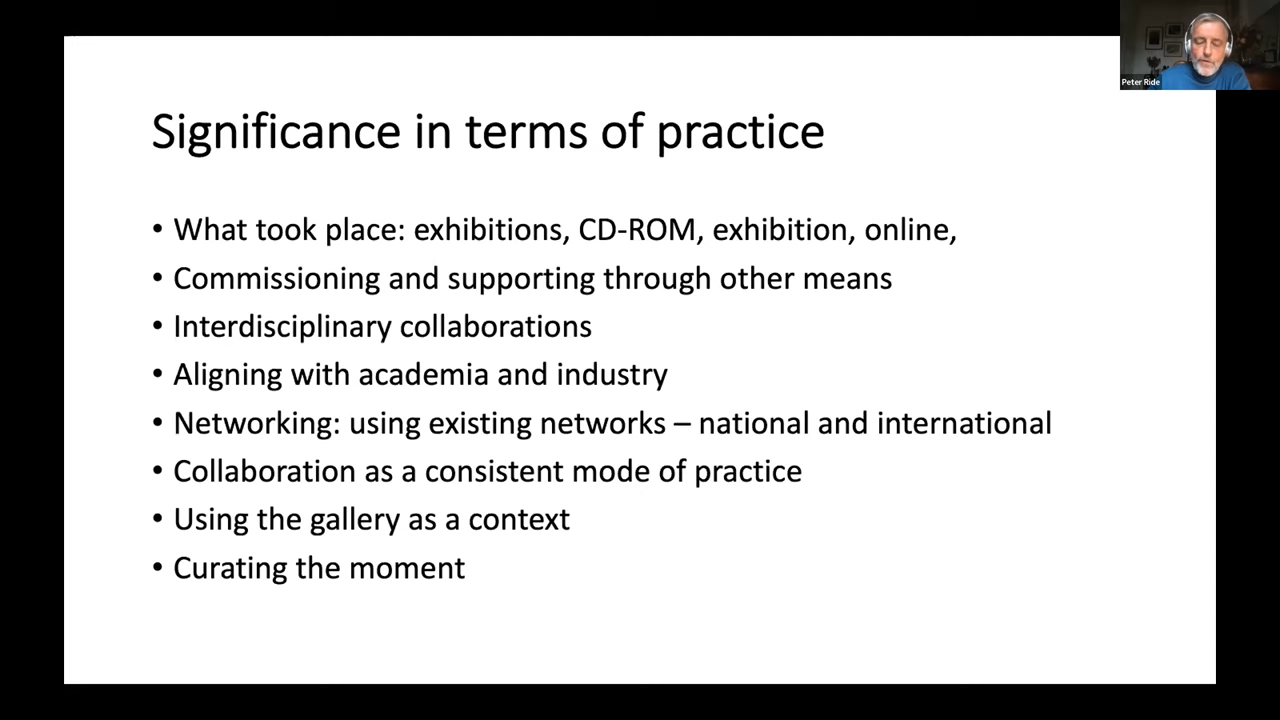 Significance in terms of practice
• What took place: exhibitions, CD-ROM, exhibition, online,
• Commissioning and supporting through other means
• Interdisciplinary collaborations
• Aligning with academia and industry
• Networking: using existing networks – national and international
• Collaboration as a consistent mode of practice
• Using the gallery as a context
• Curating the moment
Peter Ride